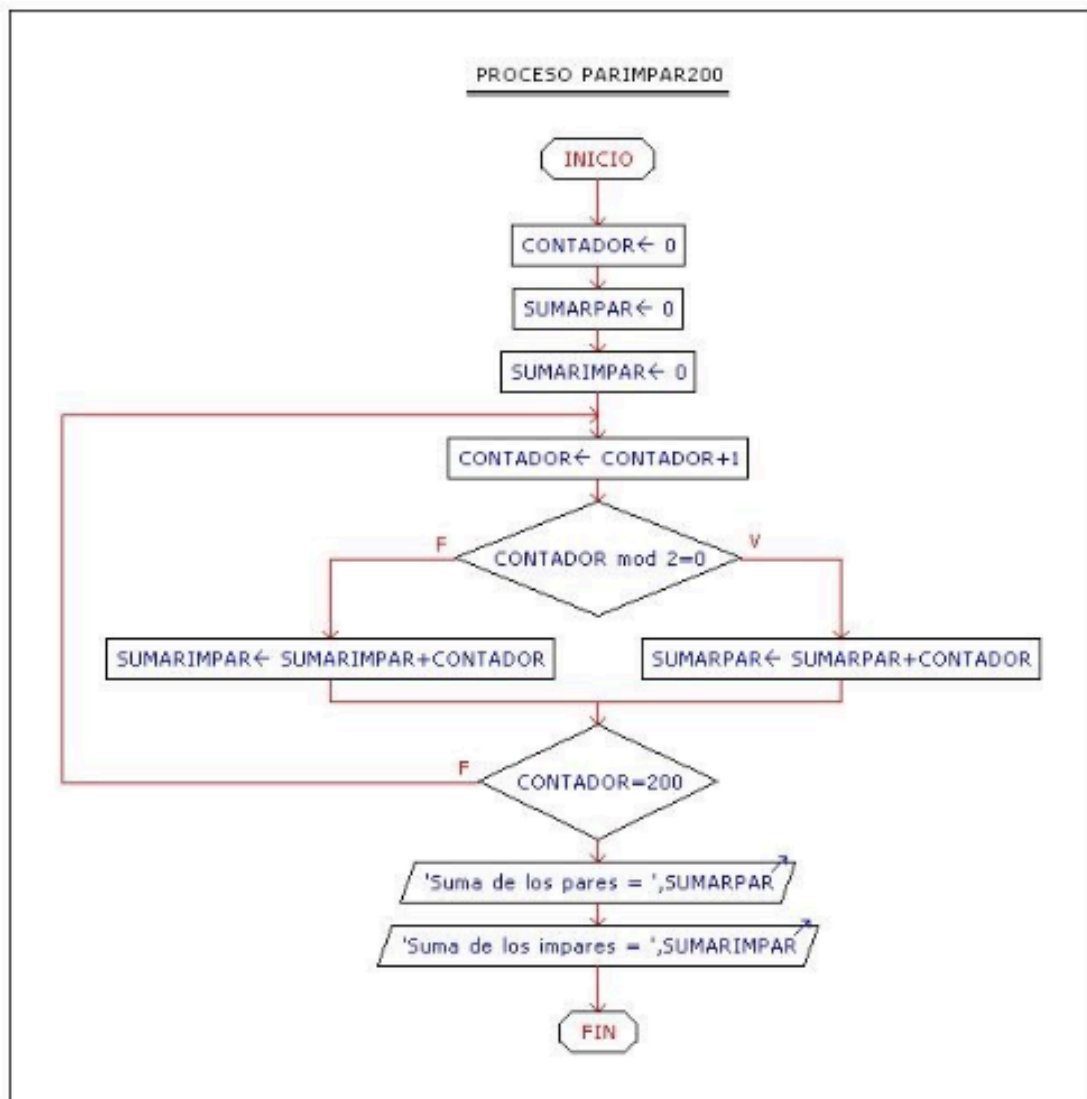 PROCESO PARIMPAR200
INICIO
CONTADOR← 0
SUMARPAR← 0
SUMARIMPAR← 0
CONTADOR← CONTADOR+1
F
V
CONTADOR mod 2=0
SUMARIMPAR← SUMARIMPAR+CONTADOR
SUMARPAR← SUMARPAR+CONTADOR
F
CONTADOR=200
'Suma de los pares = ',SUMARPAR
'Suma de los impares = ',SUMARIMPAR
FIN